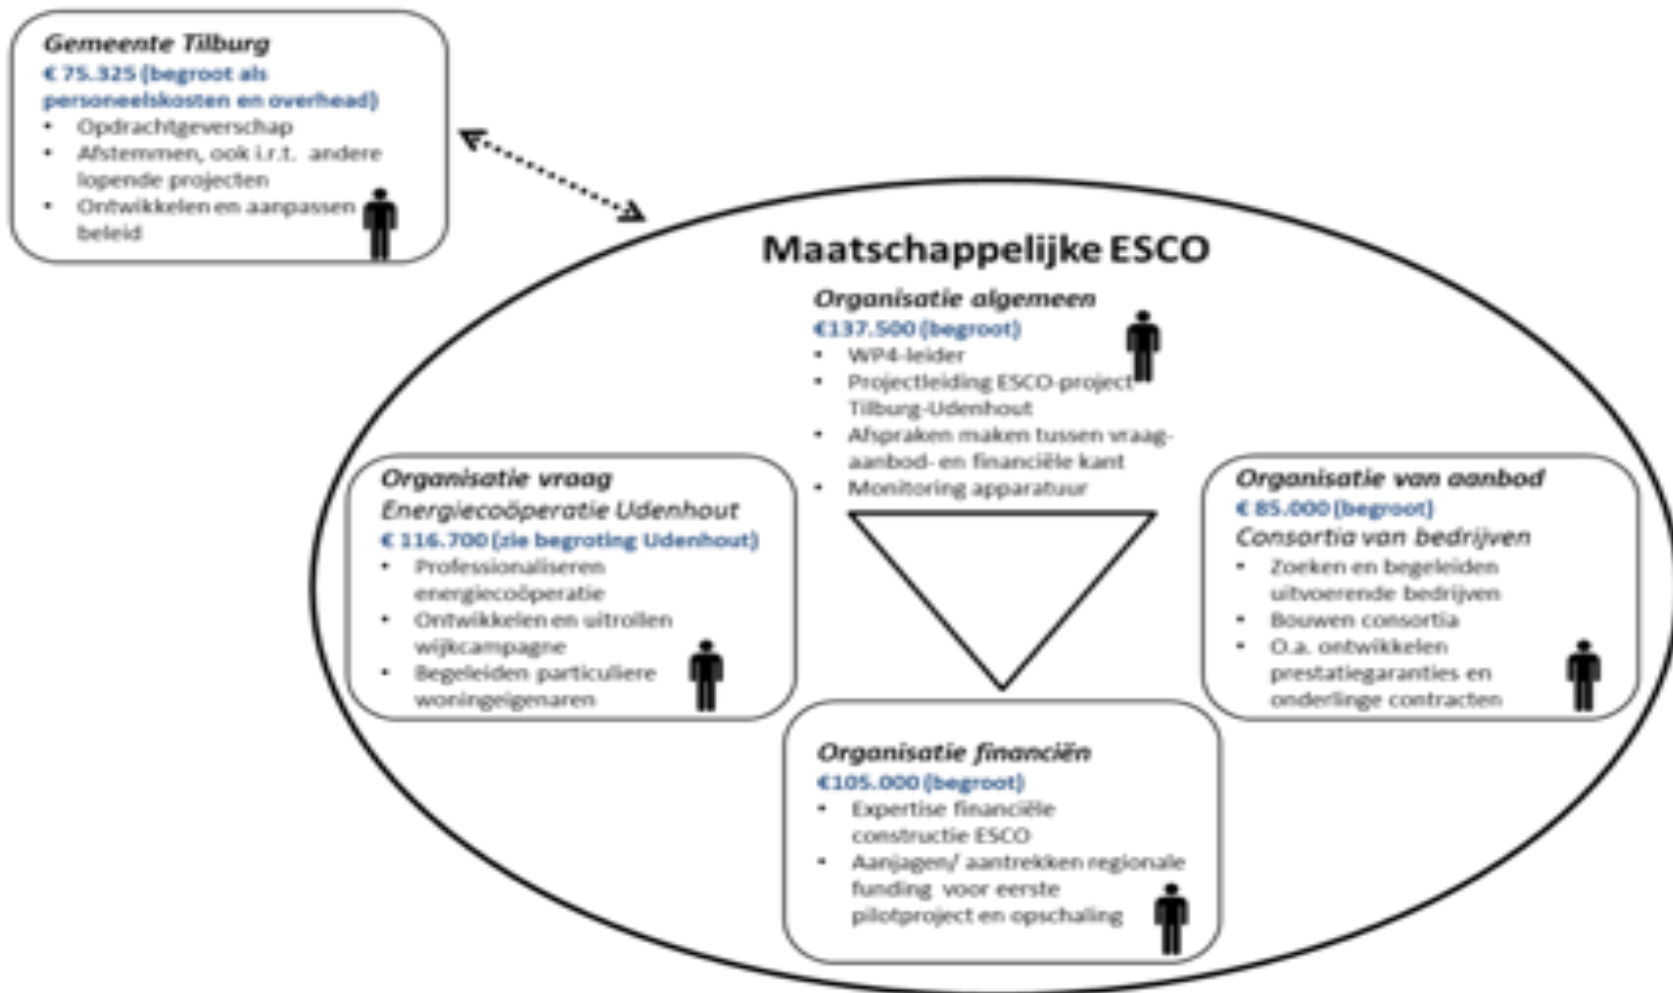 Gemeente Tilburg
€ 75.325 (begroot als
personeelskosten en overhead)
• Opdrachtgeverschap
• Afstemmen, ook i.r.t. andere
lopende projecten
• Ontwikkelen en aanpassen
beleid
Maatschappelijke ESCO
Organisatie algemeen
€137.500 (begroot)
• WP4-leider
• Projectleiding ESCO-project
Tilburg-Udenhout
• Afspraken maken tussen vraag-
aanbod- en financiële kant
• Monitoring apparatuur
Organisatie vraag
Energiecoöperatie Udenhout
€ 116.700 (zie begroting Udenhout)
• Professionaliseren
energiecoöperatie
• Ontwikkelen en uitrollen
wijkcampagne
• Begeleiden particuliere
woningeigenaren
Organisatie van aanbod
€ 85.000 (begroot)
Consortia van bedrijven
• Zoeken en begeleiden
uitvoerende bedrijven
• Bouwen consortia
• O.a. ontwikkelen
prestatiegaranties en
onderlinge contracten
Organisatie financiën
€105.000 (begroot)
• Expertise financiële
constructie ESCO
• Aanjagen/ aantrekken regionale
funding voor eerste
pilotproject en opschaling